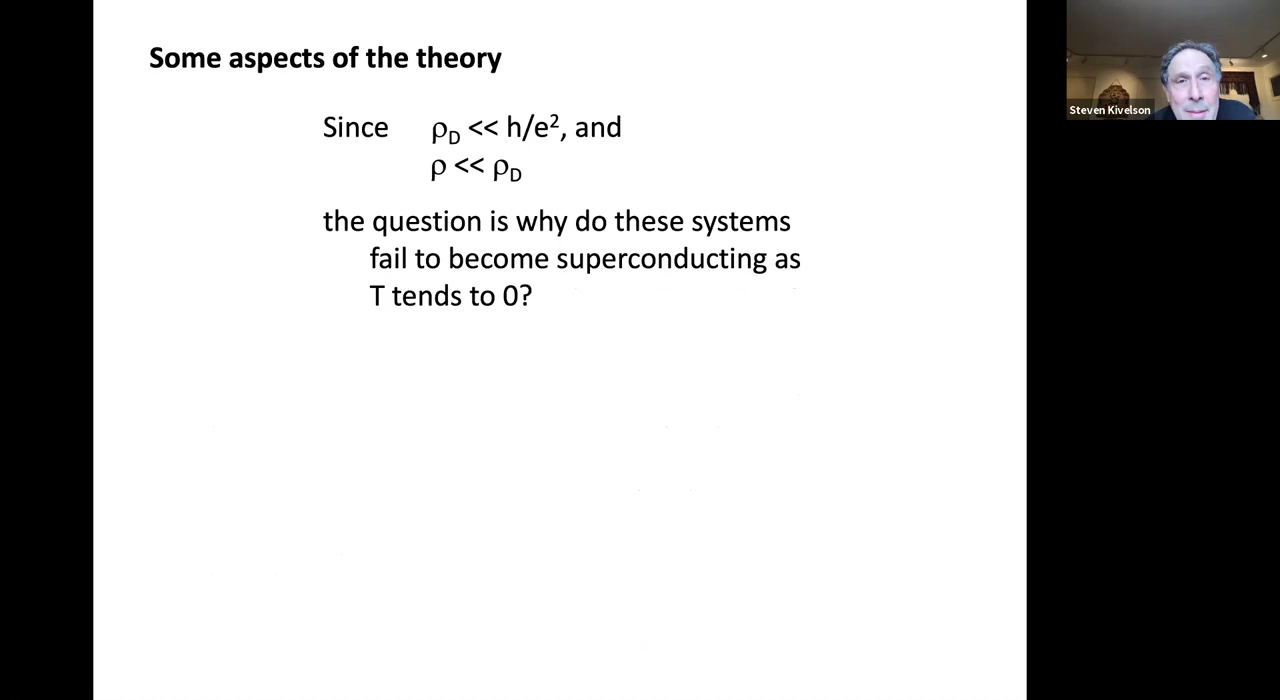 Some aspects of the theory
Since ρD << h/e², and
ρ << ρD
the question is why do these systems
fail to become superconducting as
T tends to 0?
Steven Kivelson